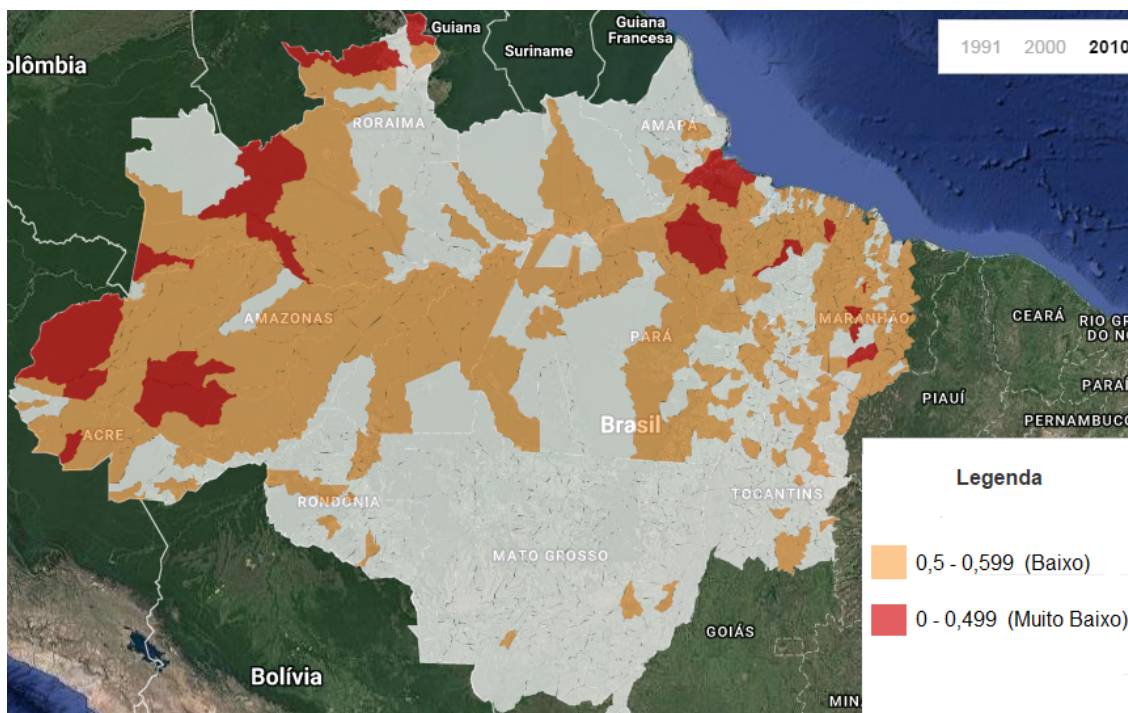 Guiana
Guiana
Francesa
Suriname
olômbia
1991 2000 2010
RORAIMA
AMAPÁ
AMAZONAS
PARÁ
MARANHÃO
CEARÁ
RIO GR
DO NO
PIAUÍ
PARAÍ
PERNAMBUCO
ACRE
Brasil
RONDÔNIA
TOCANTINS
MATO GROSSO
GOIÁS
Bolívia
MINA
Legenda
0,5 - 0,599 (Baixo)
0 - 0,499 (Muito Baixo)